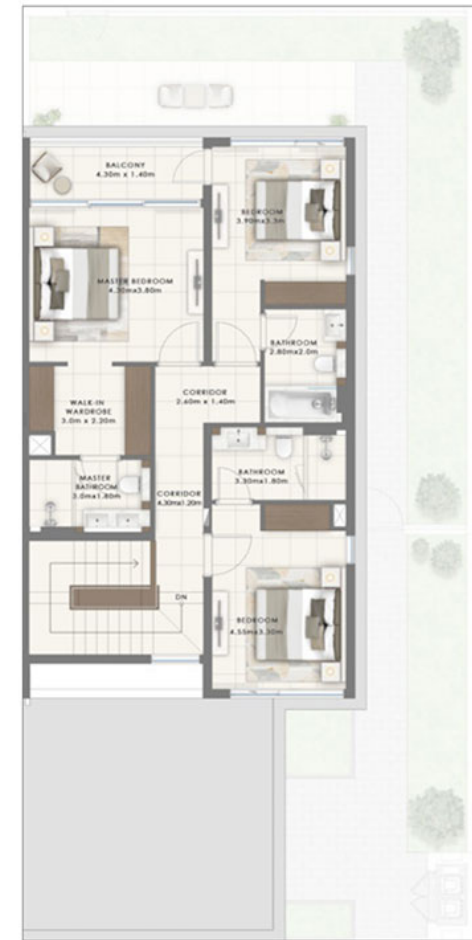 BALCONY
4.30m x 1.40m
BEDROOM
3.90mx3.3m
MASTER BEDROOM
4.30mx3.80m
BATHROOM
2.80mx2.0m
CORRIDOR
2.60m x 1.40m
WALK-IN
WARDROBE
3.0m x 2.20m
BATHROOM
3.30mx1.80m
MASTER
BATHROOM
3.0mx1.80m
CORRIDOR
4.30mx1.20m
DN
BEDROOM
4.55mx3.30m